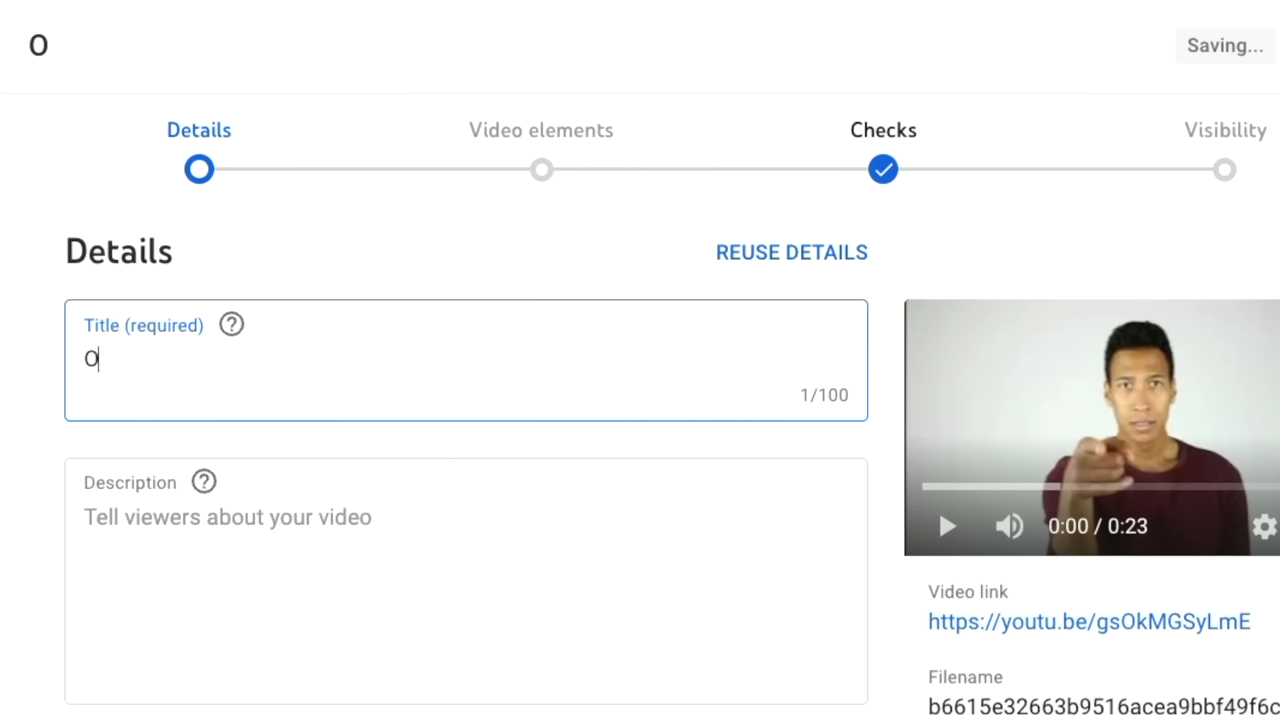 O
Saving...
Details
Video elements
Checks
Visibility
Details
REUSE DETAILS
Title (required)
O
1/100
Description
Tell viewers about your video
0:00 / 0:23
Video link
https://youtu.be/gsOkMGSyLmE
Filename
b6615e32663b9516acea9bbf49f6c